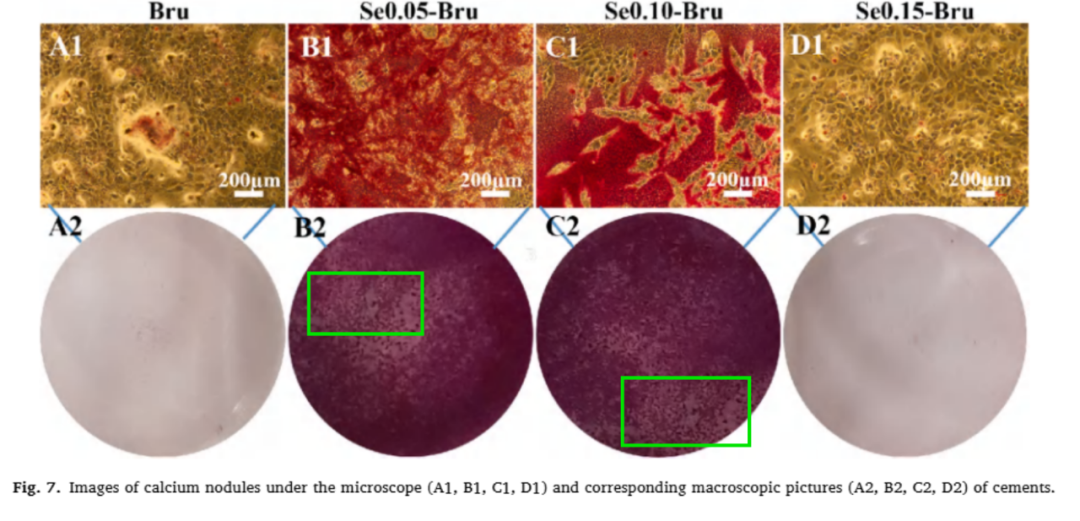 Bru Se0.05-Bru Se0.10-Bru Se0.15-Bru
A1 B1 C1 D1
200μm 200μm 200μm 200μm
A2 B2 C2 D2
Fig. 7. Images of calcium nodules under the microscope (A1, B1, C1, D1) and corresponding macroscopic pictures (A2, B2, C2, D2) of cements.